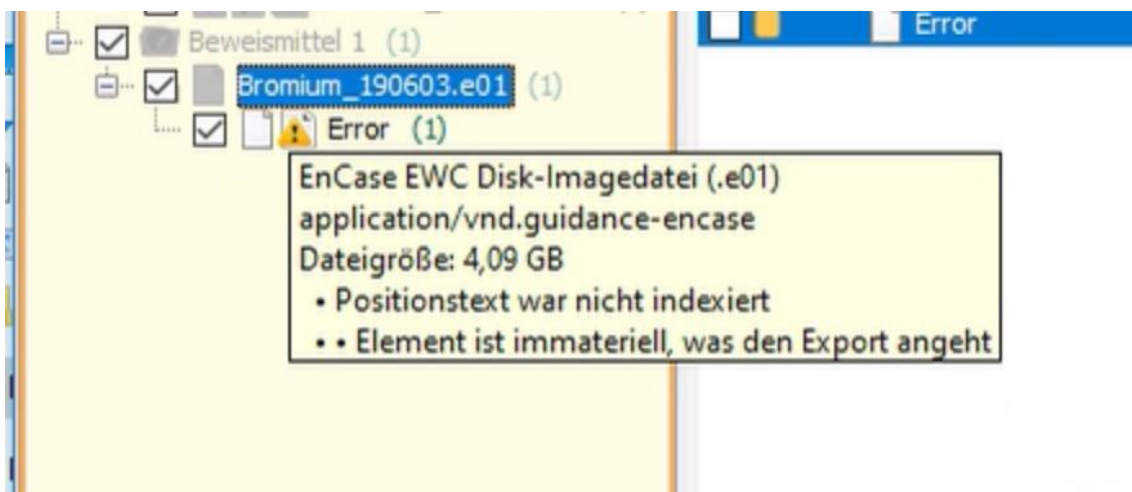 Beweismittel 1 (1)
Error
Bromium_190603.e01 (1)
Error (1)
EnCase EWC Disk-Imagedatei (.e01)
application/vnd.guidance-encase
Dateigröße: 4,09 GB
• Positionstext war nicht indexiert
• • Element ist immateriell, was den Export angeht